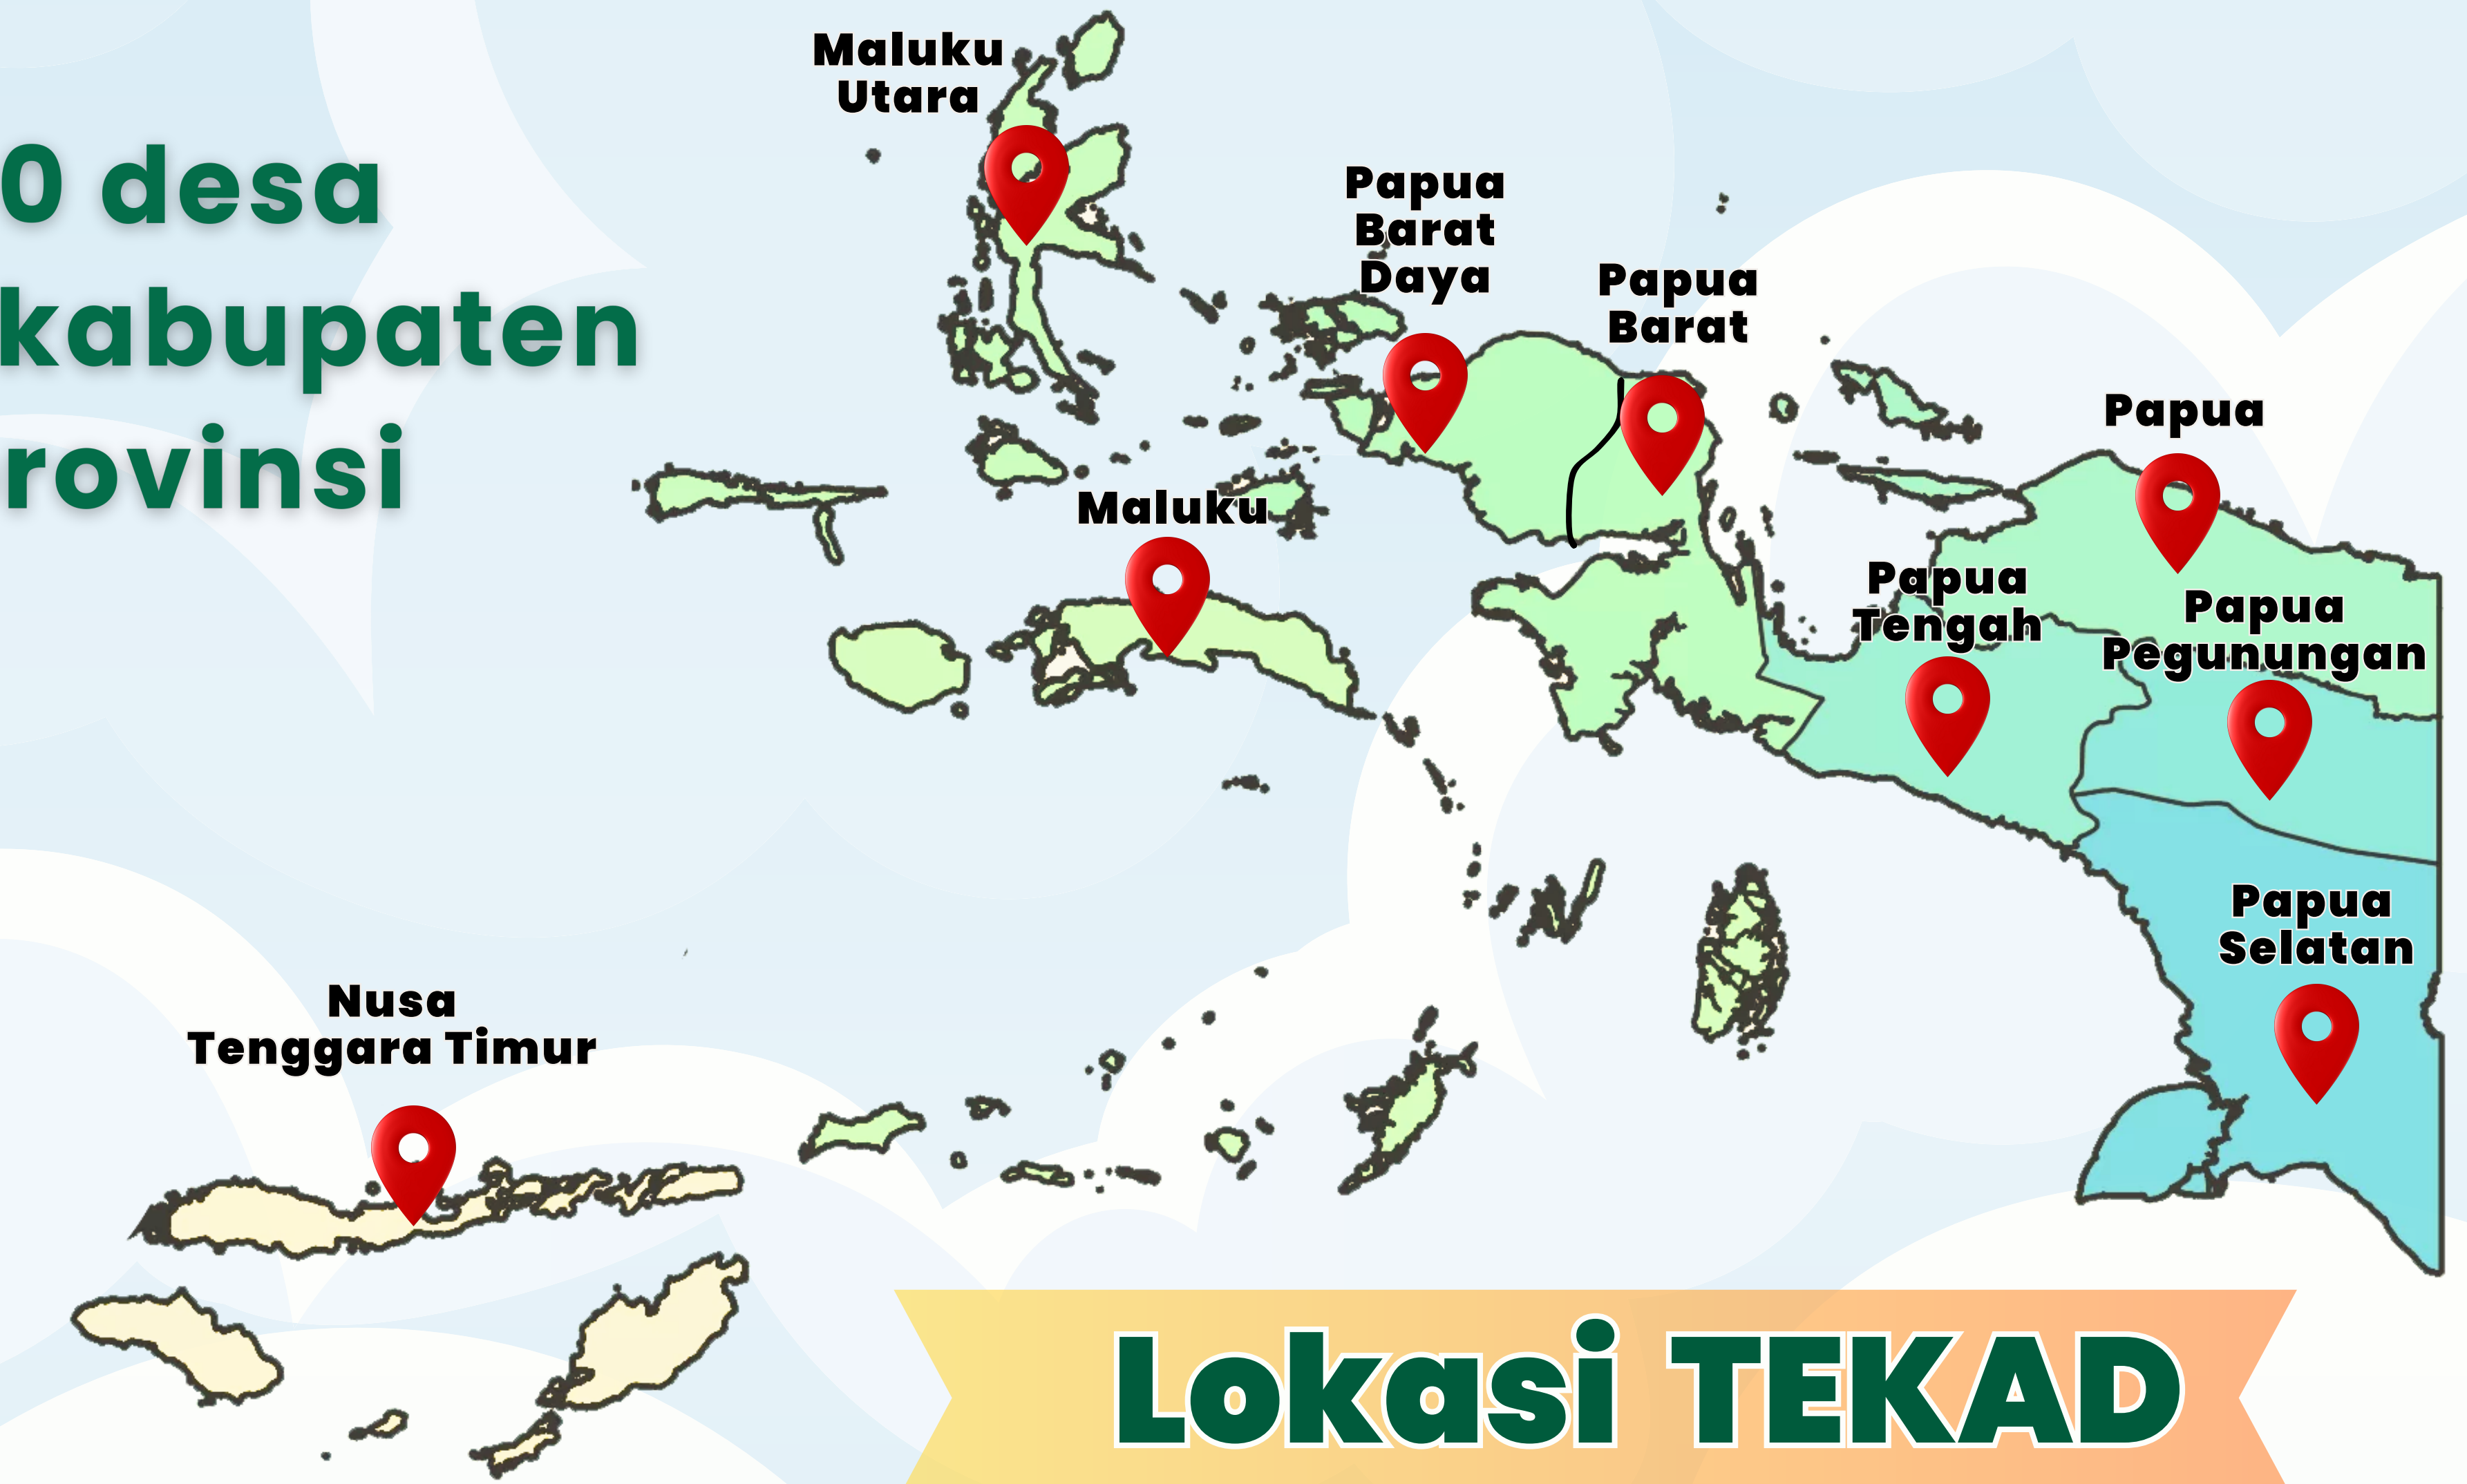 0 desa
kabupaten
rovinsi
Maluku
Utara
Papua
Barat
Daya
Papua
Barat
Papua
Maluku
Papua
Tengah
Papua
Pegunungan
Papua
Selatan
Nusa
Tenggara Timur
Lokasi TEKAD